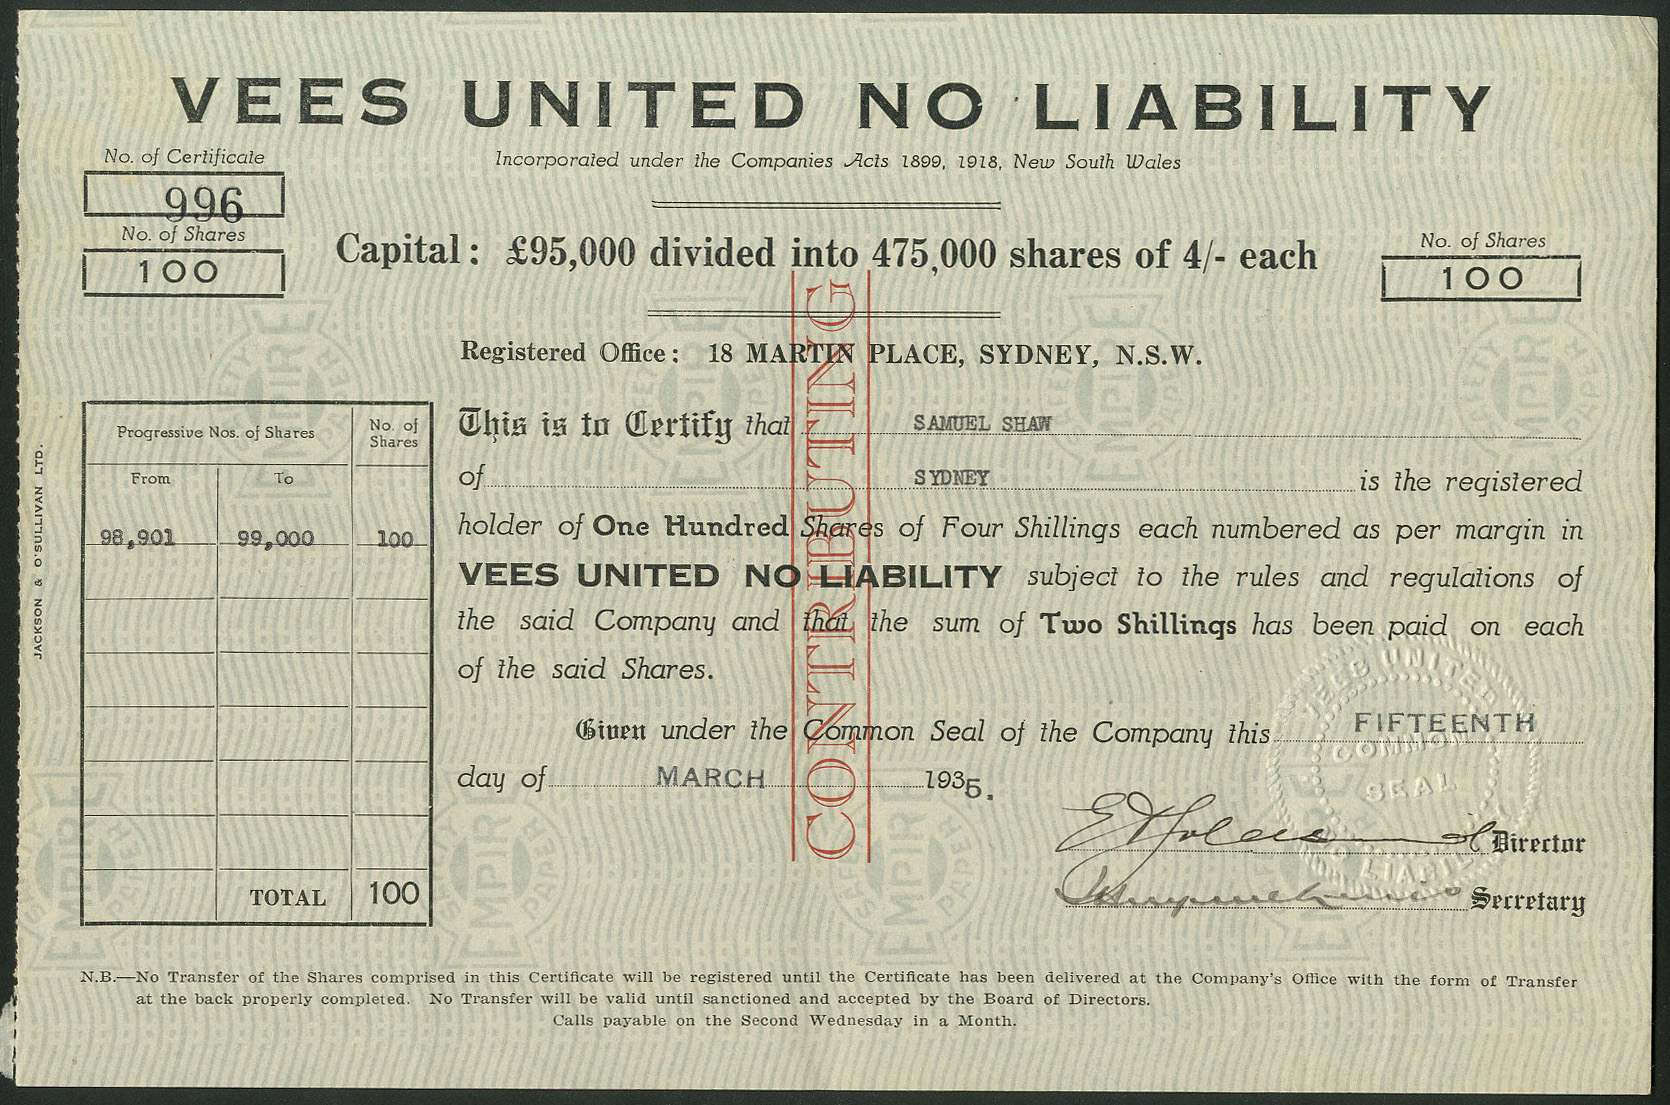 VEES UNITED NO LIABILITY
No. of Certificate
996
Incorporated under the Companies Acts 1899, 1918, New South Wales
No. of Shares
100
Capital: £95,000 divided into 475,000 shares of 4/- each
No. of Shares
100
Registered Office: 18 MARTIN PLACE, SYDNEY, N.S.W.
CONTRIBUTING
Progressive Nos. of Shares
No. of Shares
From To
98,901 99,000 100
TOTAL 100
This is to Certify that SAMUEL SHAW
of SYDNEY is the registered
holder of One Hundred Shares of Four Shillings each numbered as per margin in
VEES UNITED NO LIABILITY subject to the rules and regulations of
the said Company and that the sum of Two Shillings has been paid on each
of the said Shares.
Given under the Common Seal of the Company this FIFTEENTH
day of MARCH 1935.
VEES UNITED
COMMON
SEAL
NO LIABILITY
Director
Secretary
JACKSON & O'SULLIVAN LTD.
N.B.—No Transfer of the Shares comprised in this Certificate will be registered until the Certificate has been delivered at the Company's Office with the form of Transfer
at the back properly completed. No Transfer will be valid until sanctioned and accepted by the Board of Directors.
Calls payable on the Second Wednesday in a Month.